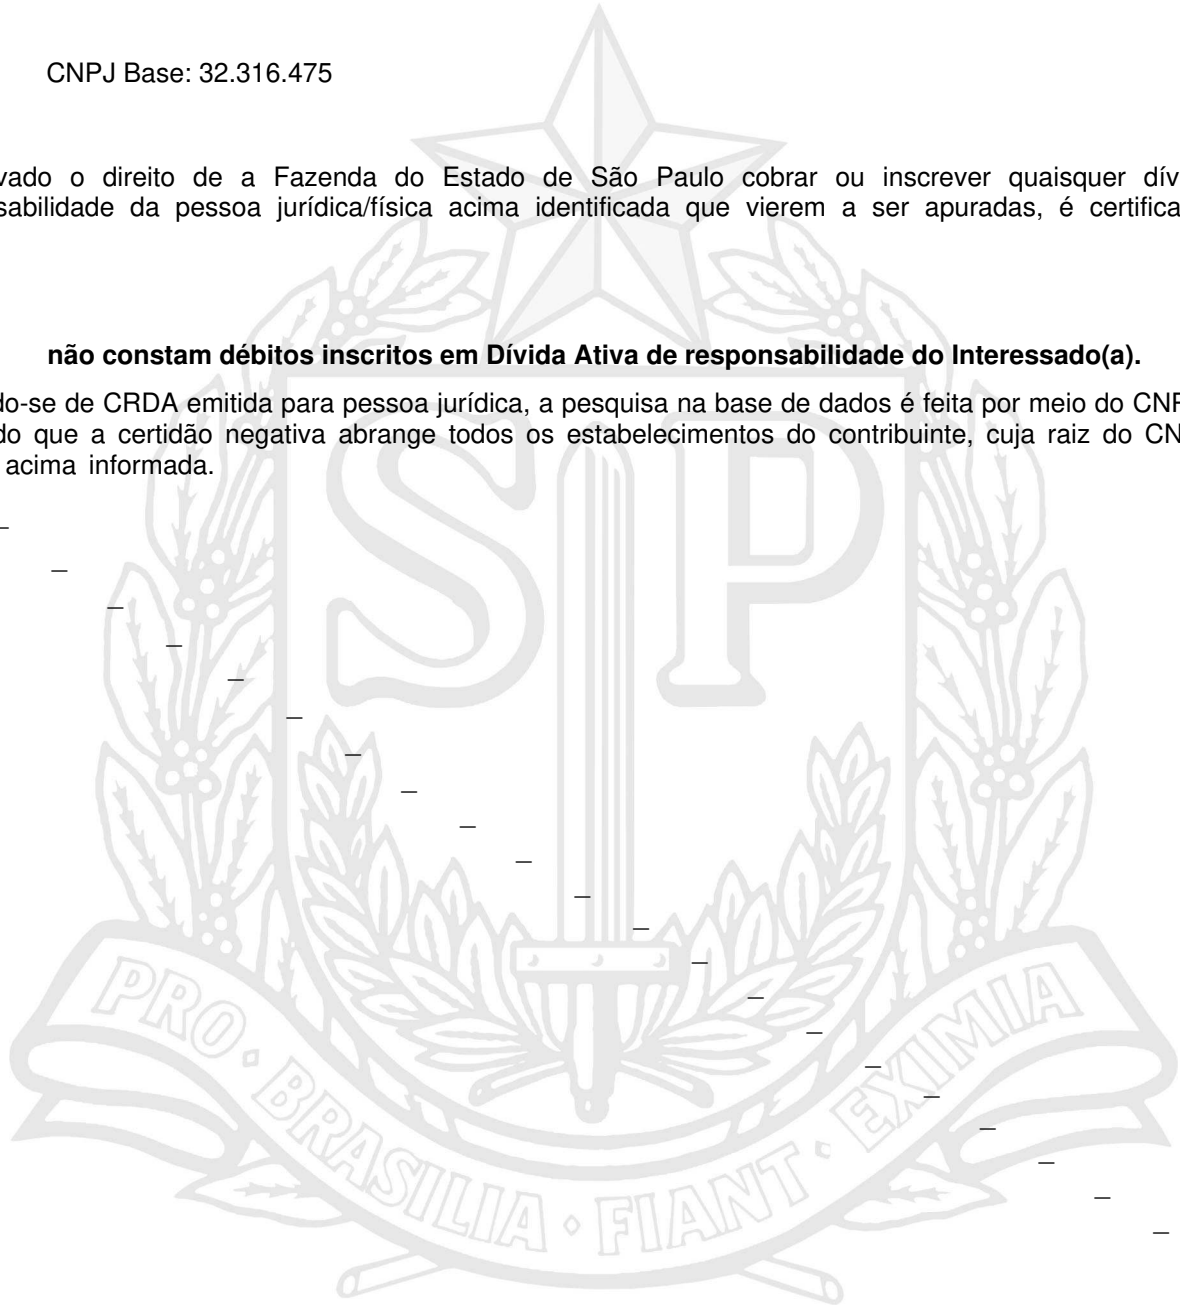 CNPJ Base: 32.316.475
vado o direito de a Fazenda do Estado de São Paulo cobrar ou inscrever quaisquer dív
sabilidade da pessoa jurídica/física acima identificada que vierem a ser apuradas, é certifica
não constam débitos inscritos em Dívida Ativa de responsabilidade do Interessado(a).
do-se de CRDA emitida para pessoa jurídica, a pesquisa na base de dados é feita por meio do CNP
do que a certidão negativa abrange todos os estabelecimentos do contribuinte, cuja raiz do CN
acima informada.
SP
PRO · BRASILIA · FIANT · EXIMIA